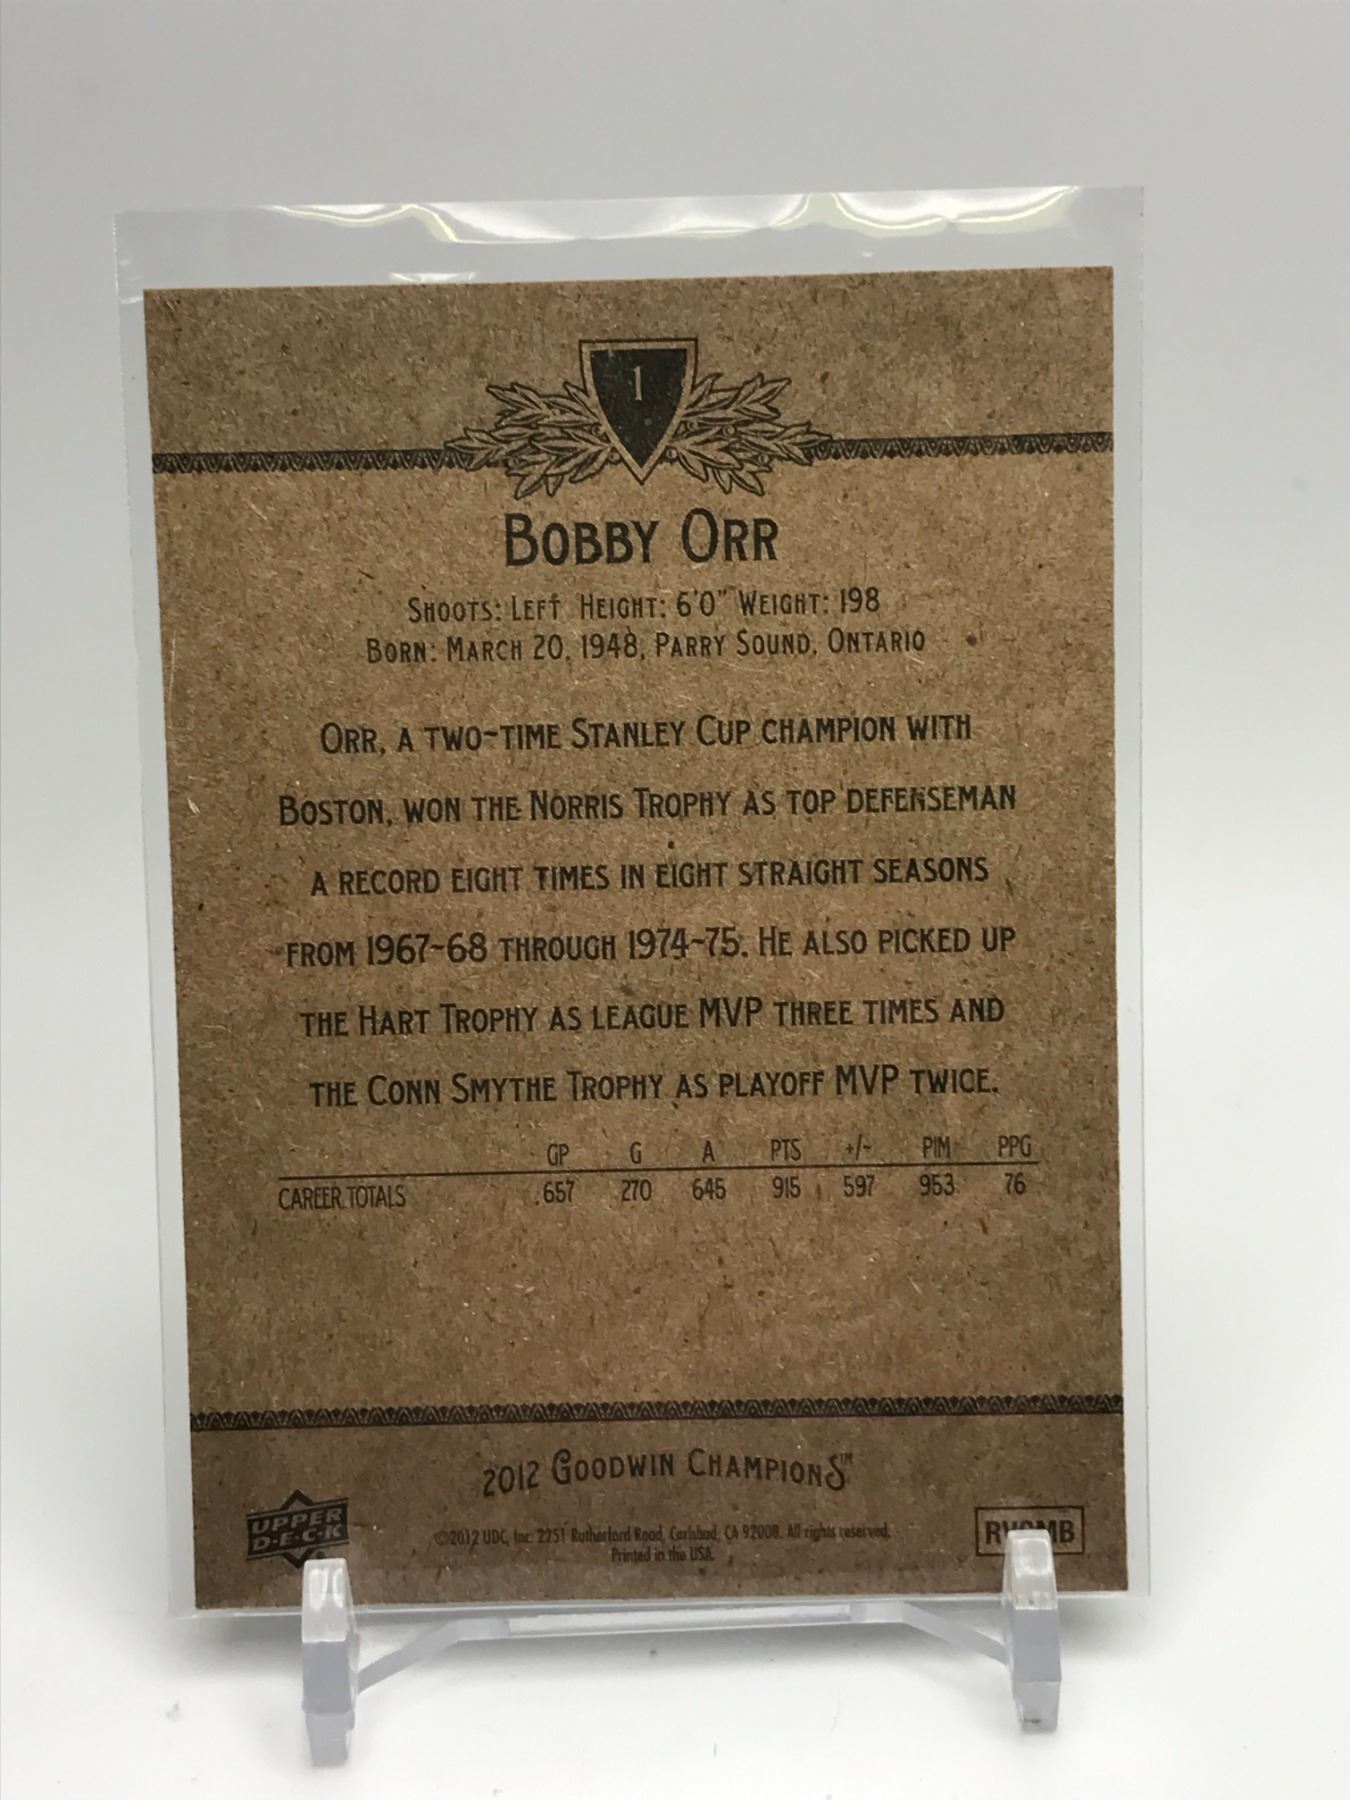 1
BOBBY ORR
SHOOTS: LEFT HEIGHT: 6'0" WEIGHT: 198
BORN: MARCH 20, 1948, PARRY SOUND, ONTARIO
ORR, A TWO-TIME STANLEY CUP CHAMPION WITH
BOSTON, WON THE NORRIS TROPHY AS TOP DEFENSEMAN
A RECORD EIGHT TIMES IN EIGHT STRAIGHT SEASONS
FROM 1967-68 THROUGH 1974-75. HE ALSO PICKED UP
THE HART TROPHY AS LEAGUE MVP THREE TIMES AND
THE CONN SMYTHE TROPHY AS PLAYOFF MVP TWICE.
GP G A PTS +/- PIM PPG
CAREER TOTALS 657 270 645 915 597 953 76
2012 GOODWIN CHAMPIONS™
UPPER
D·E·C·K
©2012 UDC, Inc. 2251 Rutherford Road, Carlsbad, CA 92008. All rights reserved.
Printed in the USA.